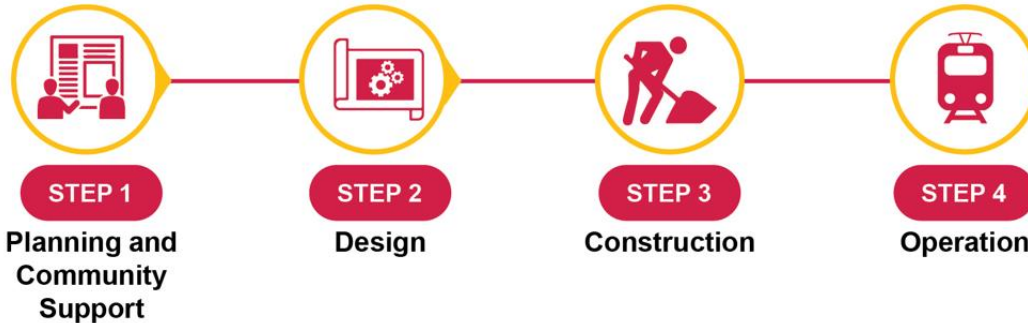 STEP 1
Planning and
Community
Support
STEP 2
Design
STEP 3
Construction
STEP 4
Operation